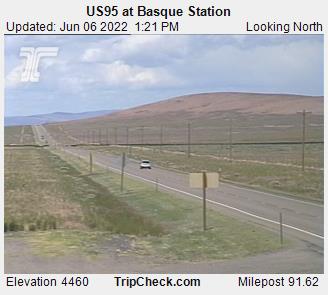 US95 at Basque Station
Updated: Jun 06 2022 1:21 PM Looking North
Elevation 4460 TripCheck.com Milepost 91.62